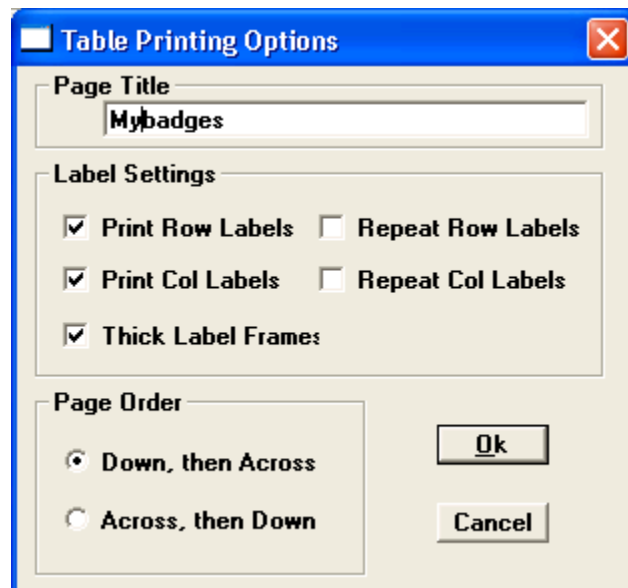 Table Printing Options
Page Title
Mybadges
Label Settings
Print Row Labels Repeat Row Labels
Print Col Labels Repeat Col Labels
Thick Label Frames
Page Order
Down, then Across
Ok
Across, then Down
Cancel